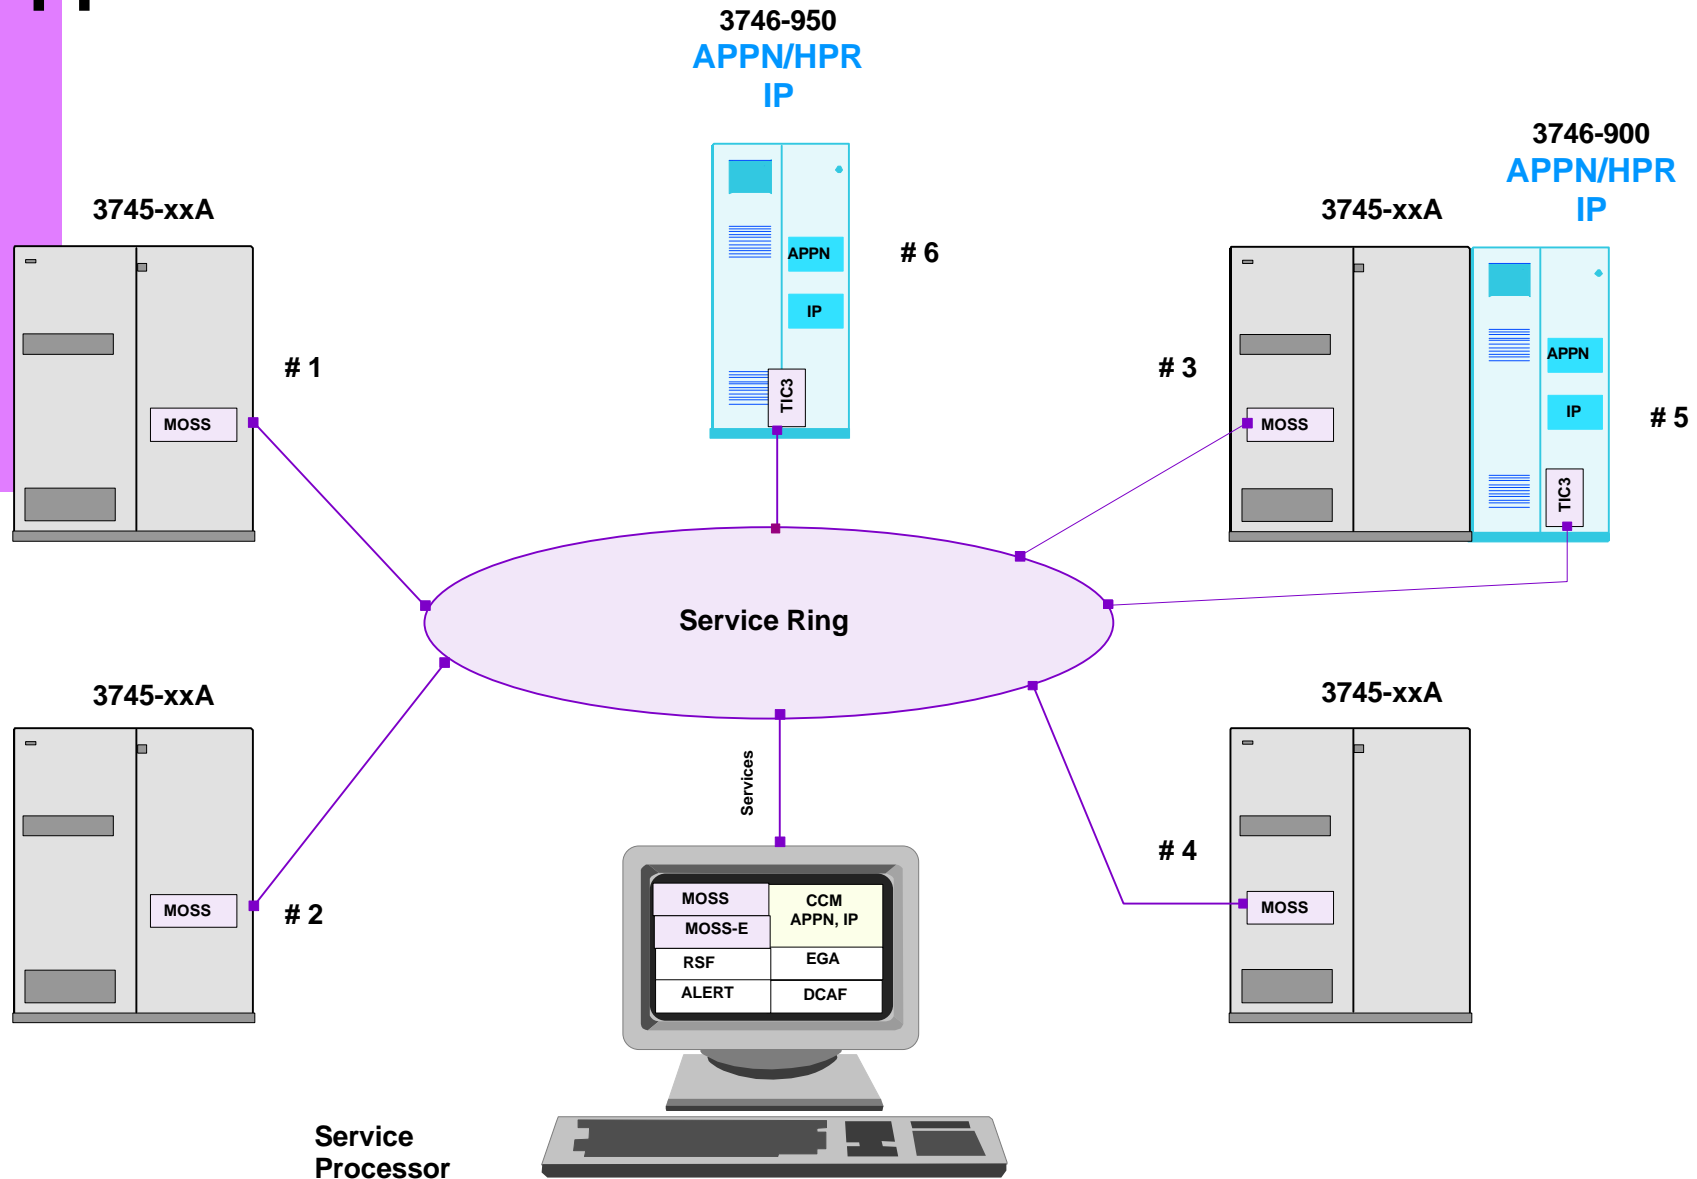 3746-950
APPN/HPR
IP
3746-900
APPN/HPR
IP
3745-xxA
3745-xxA
# 6
APPN
IP
TIC3
# 1
MOSS
# 3
MOSS
APPN
IP
TIC3
# 5
Service Ring
3745-xxA
3745-xxA
Services
# 2
MOSS
# 4
MOSS
MOSS
CCM
APPN, IP
MOSS-E
RSF
EGA
ALERT
DCAF
Service
Processor